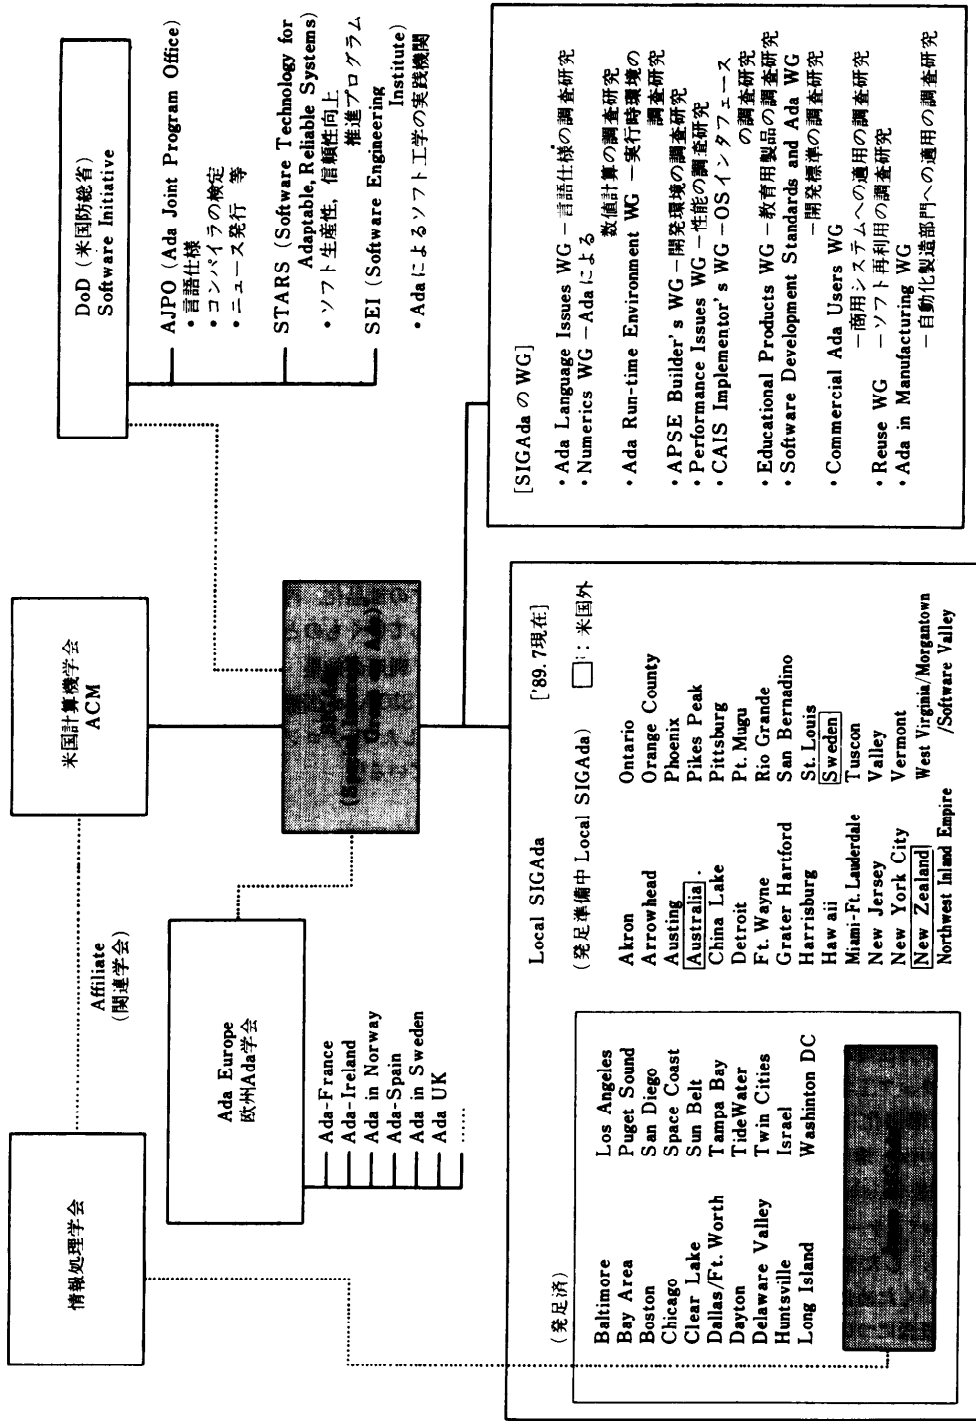 情報処理学会
Affiliate
(関連学会)
米国計算機学会
ACM
DoD (米国防総省)
Software Initiative
AJPO (Ada Joint Program Office)
・言語仕様
・コンパイラの検定
・ニュース発行 等
STARS (Software Technology for
Adaptable, Reliable Systems)
・ソフト生産性, 信頼性向上
推進プログラム
SEI (Software Engineering
Institute)
・Adaによるソフト工学の実践機関
Ada Europe
欧州Ada学会
Ada-France
Ada-Ireland
Ada in Norway
Ada-Spain
Ada in Sweden
Ada UK
……
(Special Interest
Group on Ada)
[SIGAdaのWG]
・Ada Language Issues WG－言語仕様の調査研究
・Numerics WG－Adaによる
数値計算の調査研究
・Ada Run-time Environment WG－実行時環境の
調査研究
・APSE Builder's WG－開発環境の調査研究
・Performance Issues WG－性能の調査研究
・CAIS Implementor's WG－OSインタフェース
の調査研究
・Educational Products WG－教育用製品の調査研究
・Software Development Standards and Ada WG
－開発標準の調査研究
・Commercial Ada Users WG
－商用システムへの適用の調査研究
・Reuse WG －ソフト再利用の調査研究
・Ada in Manufacturing WG
－自動化製造部門への適用の調査研究
Local SIGAda
['89.7現在]
(発足済)
Baltimore
Bay Area
Boston
Chicago
Clear Lake
Dallas/Ft. Worth
Dayton
Delaware Valley
Huntsville
Long Island
Los Angeles
Puget Sound
San Diego
Space Coast
Sun Belt
Tampa Bay
TideWater
Twin Cities
Israel
Washinton DC
(発足準備中 Local SIGAda)
□: 米国外
Akron
Arrowhead
Austing
Australia
China Lake
Detroit
Ft. Wayne
Grater Hartford
Harrisburg
Haw aii
Miami-Ft. Lauderdale
New Jersey
New York City
New Zealand
Northwest Inland Empire
Ontario
Orange County
Phoenix
Pikes Peak
Pittsburg
Pt. Mugu
Rio Grande
San Bernadino
St. Louis
Sweden
Tuscon
Valley
Vermont
West Virginia/Morgantown
/Software Valley